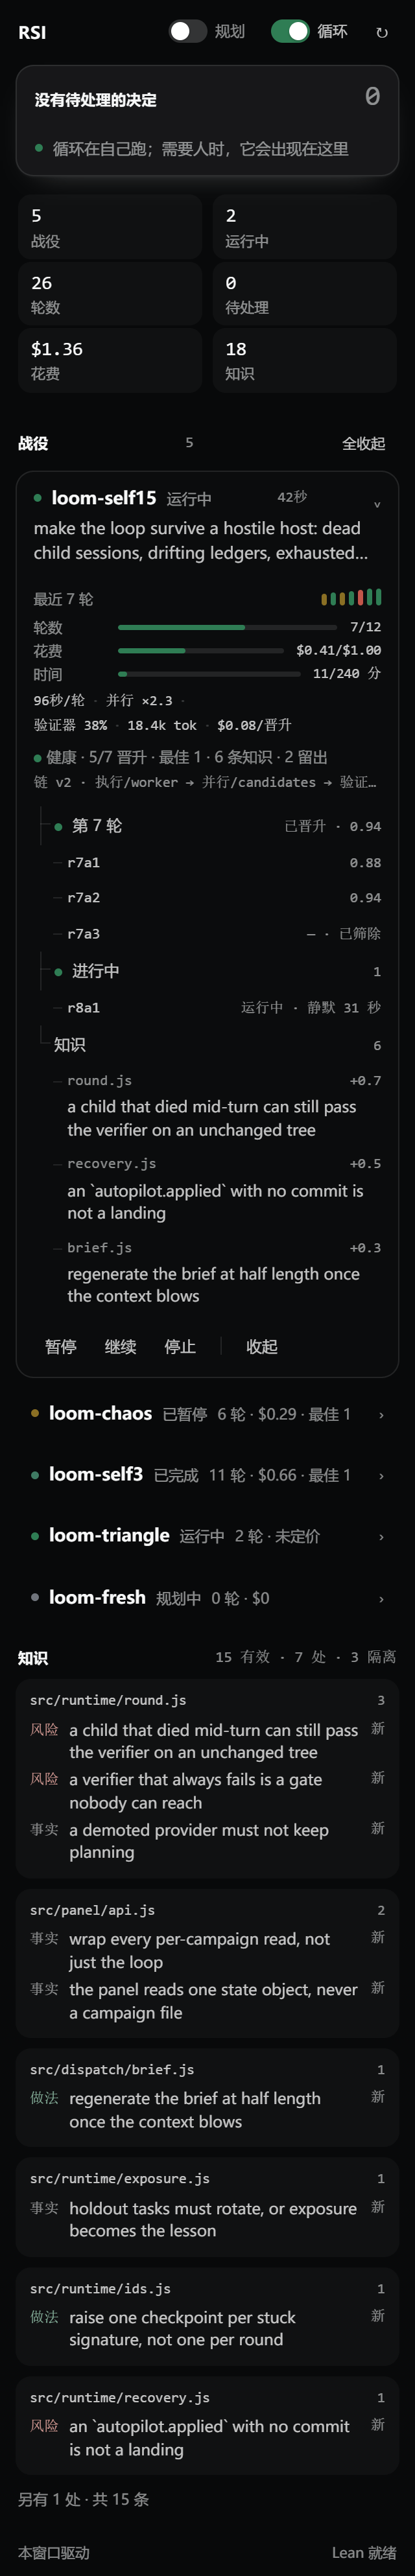 RSI 规划 循环 ↻
没有待处理的决定 0
循环在自己跑；需要人时，它会出现在这里
5 2
战役 运行中
26 0
轮数 待处理
$1.36 18
花费 知识
战役 5 全收起
loom-self15 运行中 42秒 v
make the loop survive a hostile host: dead
child sessions, drifting ledgers, exhausted…
最近 7 轮
轮数 7/12
花费 $0.41/$1.00
时间 11/240 分
96秒/轮 · 并行 ×2.3 ·
验证器 38% · 18.4k tok · $0.08/晋升
健康 · 5/7 晋升 · 最佳 1 · 6 条知识 · 2 留出
链 v2 · 执行/worker → 并行/candidates → 验证…
第 7 轮 已晋升 · 0.94
r7a1 0.88
r7a2 0.94
r7a3 — · 已筛除
进行中 1
r8a1 运行中 · 静默 31 秒
知识 6
round.js +0.7
a child that died mid-turn can still pass
the verifier on an unchanged tree
recovery.js +0.5
an `autopilot.applied` with no commit is
not a landing
brief.js +0.3
regenerate the brief at half length once
the context blows
暂停 继续 停止 收起
loom-chaos 已暂停 6 轮 · $0.29 · 最佳 1 ›
loom-self3 已完成 11 轮 · $0.66 · 最佳 1 ›
loom-triangle 运行中 2 轮 · 未定价 ›
loom-fresh 规划中 0 轮 · $0 ›
知识 15 有效 · 7 处 · 3 隔离
src/runtime/round.js 3
风险 a child that died mid-turn can still pass 新
the verifier on an unchanged tree
风险 a verifier that always fails is a gate 新
nobody can reach
事实 a demoted provider must not keep 新
planning
src/panel/api.js 2
事实 wrap every per-campaign read, not 新
just the loop
事实 the panel reads one state object, never 新
a campaign file
src/dispatch/brief.js 1
做法 regenerate the brief at half length 新
once the context blows
src/runtime/exposure.js 1
事实 holdout tasks must rotate, or exposure 新
becomes the lesson
src/runtime/ids.js 1
做法 raise one checkpoint per stuck 新
signature, not one per round
src/runtime/recovery.js 1
风险 an `autopilot.applied` with no commit 新
is not a landing
另有 1 处 · 共 15 条
本窗口驱动 Lean 就绪